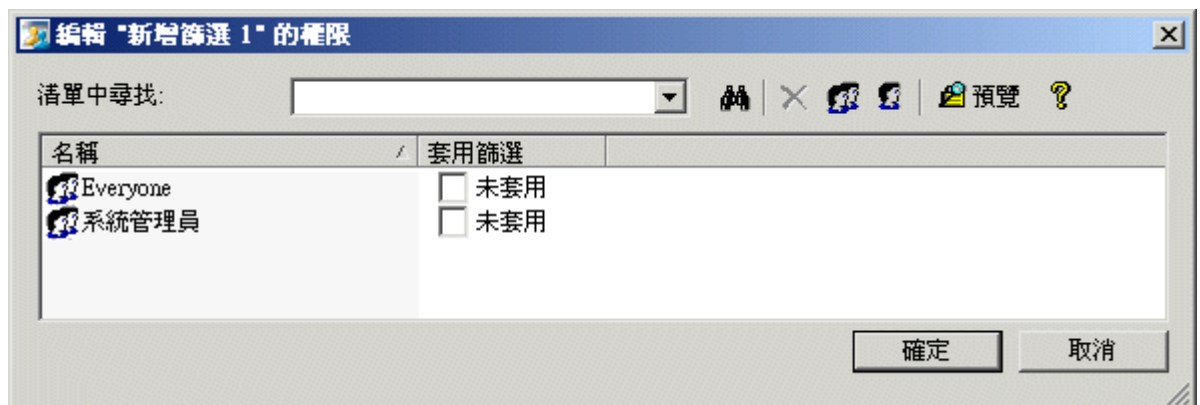 編輯 "新增篩選 1" 的權限
清單中尋找: 預覽
名稱 套用篩選
Everyone 未套用
系統管理員 未套用
確定 取消